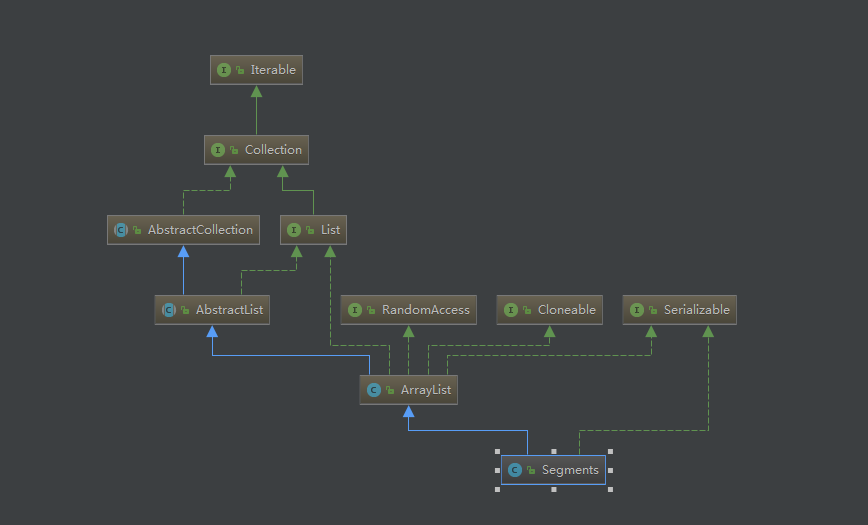 I Iterable
I Collection
C AbstractCollection
I List
C AbstractList
I RandomAccess
I Cloneable
I Serializable
C ArrayList
C Segments